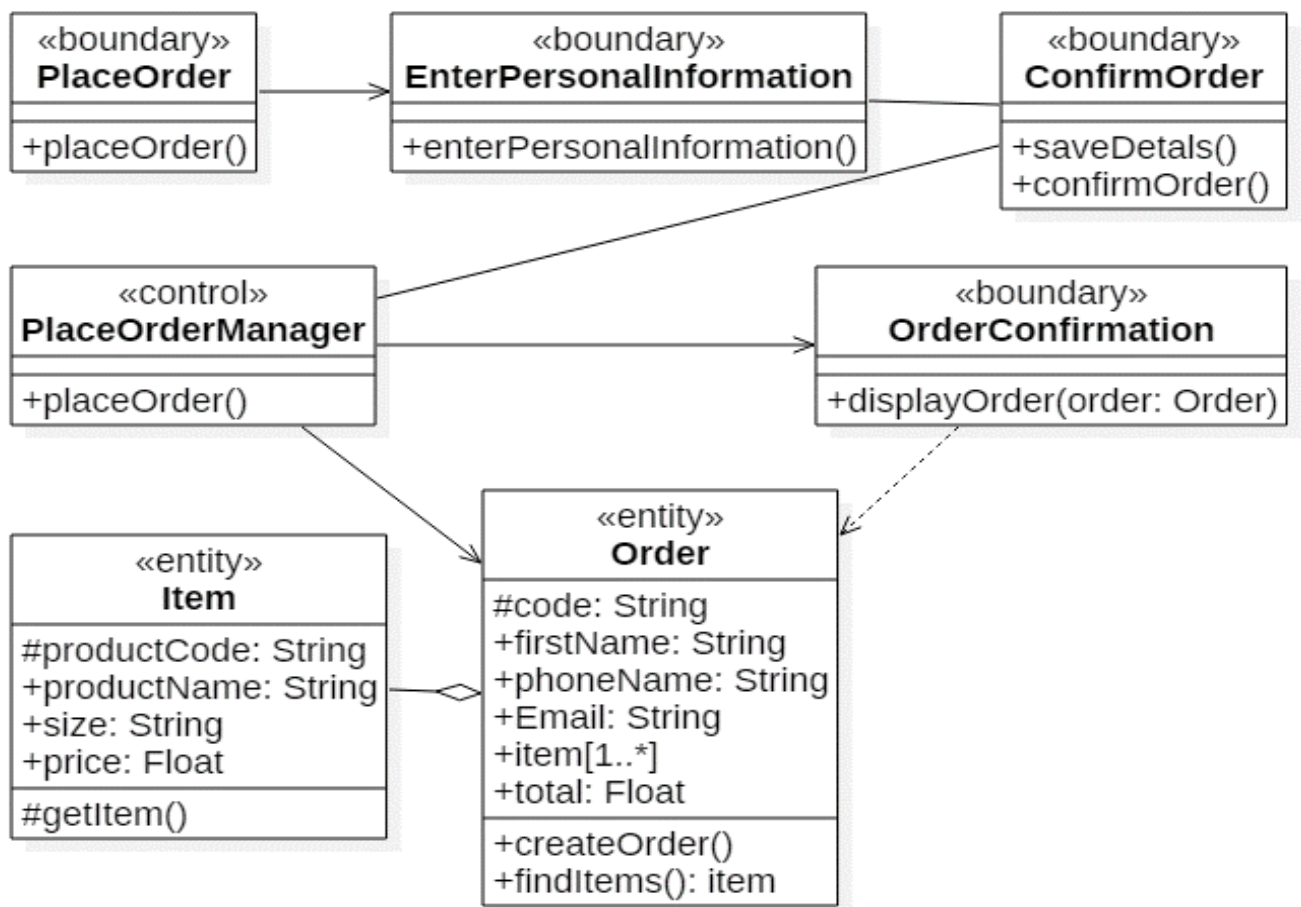 «boundary»
PlaceOrder
+placeOrder()
«boundary»
EnterPersonalInformation
+enterPersonalInformation()
«boundary»
ConfirmOrder
+saveDetals()
+confirmOrder()
«control»
PlaceOrderManager
+placeOrder()
«boundary»
OrderConfirmation
+displayOrder(order: Order)
«entity»
Item
#productCode: String
+productName: String
+size: String
+price: Float
#getItem()
«entity»
Order
#code: String
+firstName: String
+phoneName: String
+Email: String
+item[1..*]
+total: Float
+createOrder()
+findItems(): item